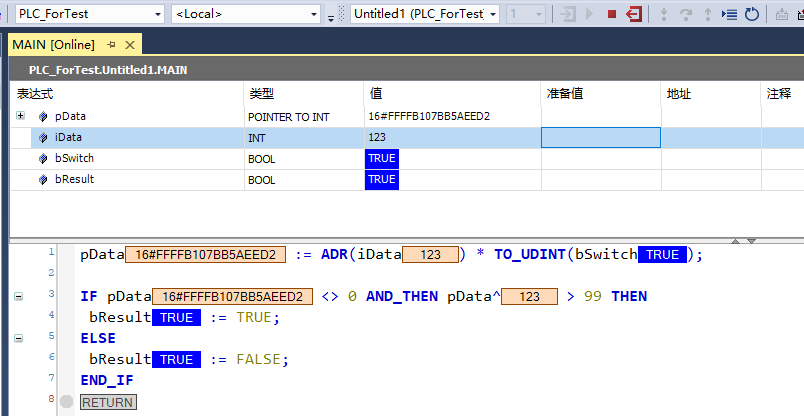 PLC_ForTest <Local> Untitled1 (PLC_ForTest) 1
MAIN [Online]
PLC_ForTest.Untitled1.MAIN
表达式 类型 值 准备值 地址 注释
pData POINTER TO INT 16#FFFFB107BB5AEED2
iData INT 123
bSwitch BOOL TRUE
bResult BOOL TRUE
1 pData 16#FFFFB107BB5AEED2 := ADR(iData 123 ) * TO_UDINT(bSwitch TRUE );
2
3 IF pData 16#FFFFB107BB5AEED2 <> 0 AND_THEN pData^ 123 > 99 THEN
4 bResult TRUE := TRUE;
5 ELSE
6 bResult TRUE := FALSE;
7 END_IF
8 RETURN